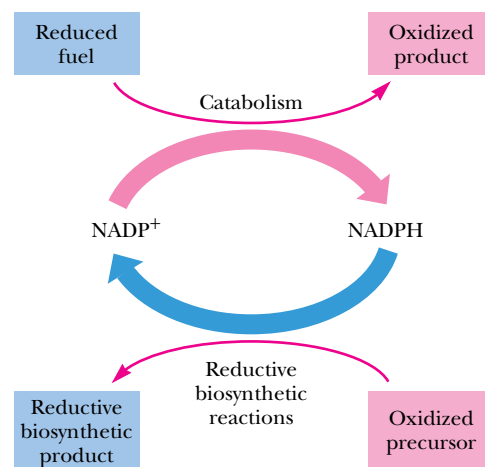 Reduced
fuel
Oxidized
product
Catabolism
NADP+
NADPH
Reductive
biosynthetic
reactions
Reductive
biosynthetic
product
Oxidized
precursor